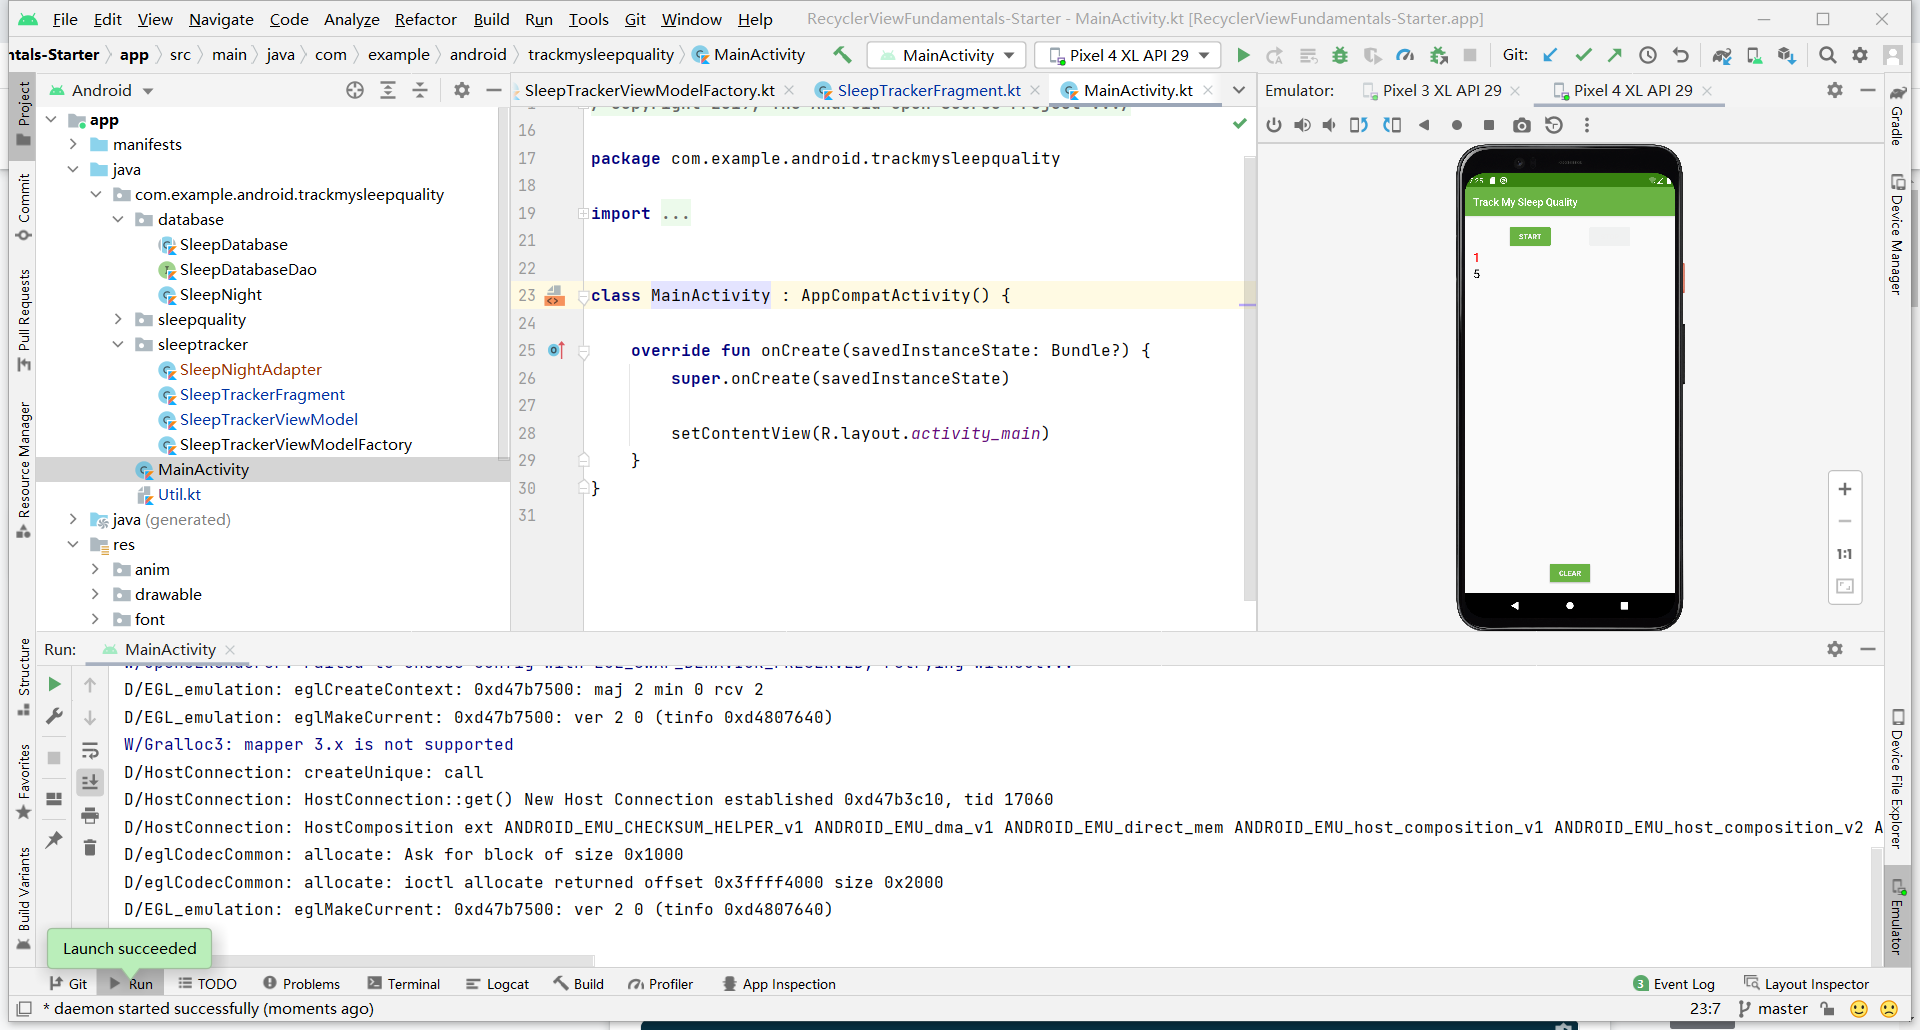 File Edit View Navigate Code Analyze Refactor Build Run Tools Git Window Help RecyclerViewFundamentals-Starter - MainActivity.kt [RecyclerViewFundamentals-Starter.app]
ntals-Starter app src main java com example android trackmysleepquality MainActivity MainActivity Pixel 4 XL API 29 Git:
Project
Commit
Pull Requests
Resource Manager
Structure
Favorites
Build Variants
Android
app
manifests
java
com.example.android.trackmysleepquality
database
SleepDatabase
SleepDatabaseDao
SleepNight
sleepquality
sleeptracker
SleepNightAdapter
SleepTrackerFragment
SleepTrackerViewModel
SleepTrackerViewModelFactory
MainActivity
Util.kt
java (generated)
res
anim
drawable
font
SleepTrackerViewModelFactory.kt SleepTrackerFragment.kt MainActivity.kt
16
17 package com.example.android.trackmysleepquality
18
19 import ...
21
22
23 class MainActivity : AppCompatActivity() {
24
25 override fun onCreate(savedInstanceState: Bundle?) {
26 super.onCreate(savedInstanceState)
27
28 setContentView(R.layout.activity_main)
29 }
30 }
31
Emulator: Pixel 3 XL API 29 Pixel 4 XL API 29
Track My Sleep Quality
START
1
5
CLEAR
1:1
Gradle
Device Manager
Device File Explorer
Emulator
Run: MainActivity
D/EGL_emulation: eglCreateContext: 0xd47b7500: maj 2 min 0 rcv 2
D/EGL_emulation: eglMakeCurrent: 0xd47b7500: ver 2 0 (tinfo 0xd4807640)
W/Gralloc3: mapper 3.x is not supported
D/HostConnection: createUnique: call
D/HostConnection: HostConnection::get() New Host Connection established 0xd47b3c10, tid 17060
D/HostConnection: HostComposition ext ANDROID_EMU_CHECKSUM_HELPER_v1 ANDROID_EMU_dma_v1 ANDROID_EMU_direct_mem ANDROID_EMU_host_composition_v1 ANDROID_EMU_host_composition_v2 A
D/eglCodecCommon: allocate: Ask for block of size 0x1000
D/eglCodecCommon: allocate: ioctl allocate returned offset 0x3ffff4000 size 0x2000
D/EGL_emulation: eglMakeCurrent: 0xd47b7500: ver 2 0 (tinfo 0xd4807640)
Launch succeeded
Git Run TODO Problems Terminal Logcat Build Profiler App Inspection 3 Event Log Layout Inspector
* daemon started successfully (moments ago) 23:7 master